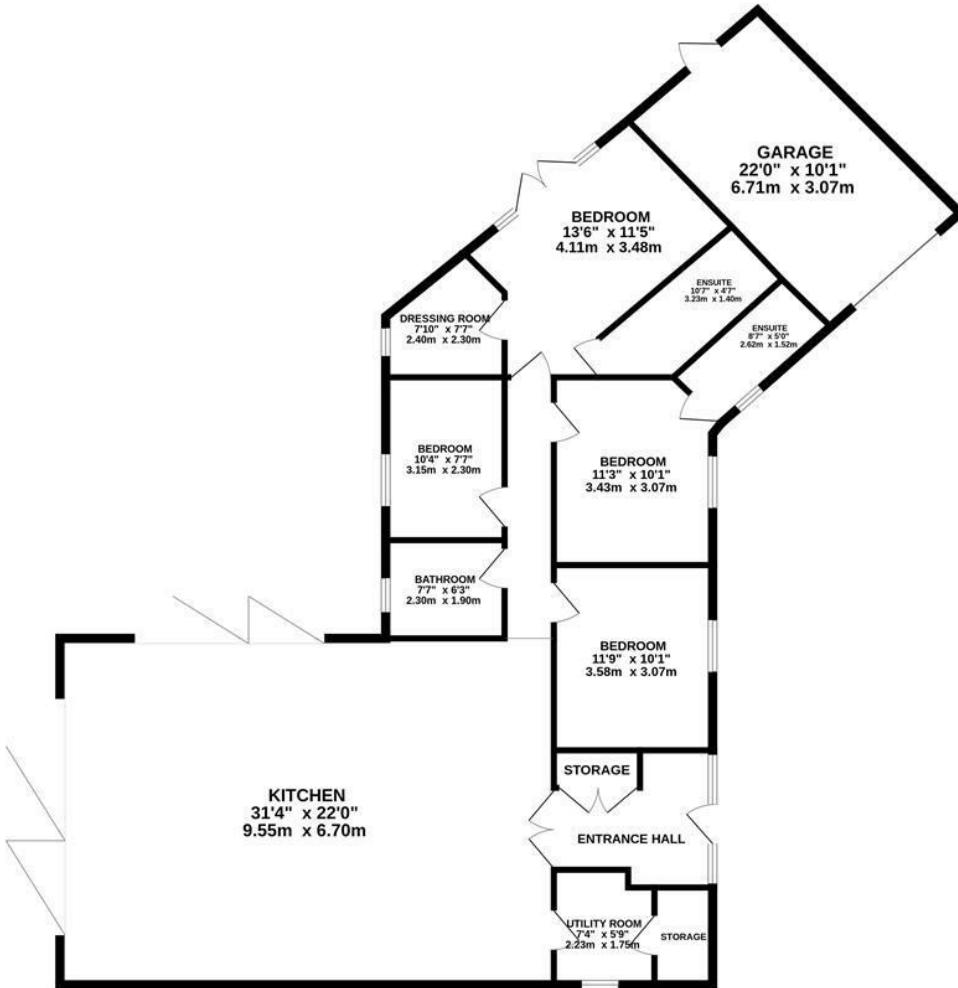 GARAGE
22'0" x 10'1"
6.71m x 3.07m
BEDROOM
13'6" x 11'5"
4.11m x 3.48m
ENSUITE
10'7" x 4'7"
3.23m x 1.40m
DRESSING ROOM
7'10" x 7'7"
2.40m x 2.30m
ENSUITE
8'7" x 5'0"
2.62m x 1.52m
BEDROOM
10'4" x 7'7"
3.15m x 2.30m
BEDROOM
11'3" x 10'1"
3.43m x 3.07m
BATHROOM
7'7" x 6'3"
2.30m x 1.90m
BEDROOM
11'9" x 10'1"
3.58m x 3.07m
STORAGE
KITCHEN
31'4" x 22'0"
9.55m x 6.70m
ENTRANCE HALL
UTILITY ROOM
7'4" x 5'9"
2.23m x 1.75m
STORAGE